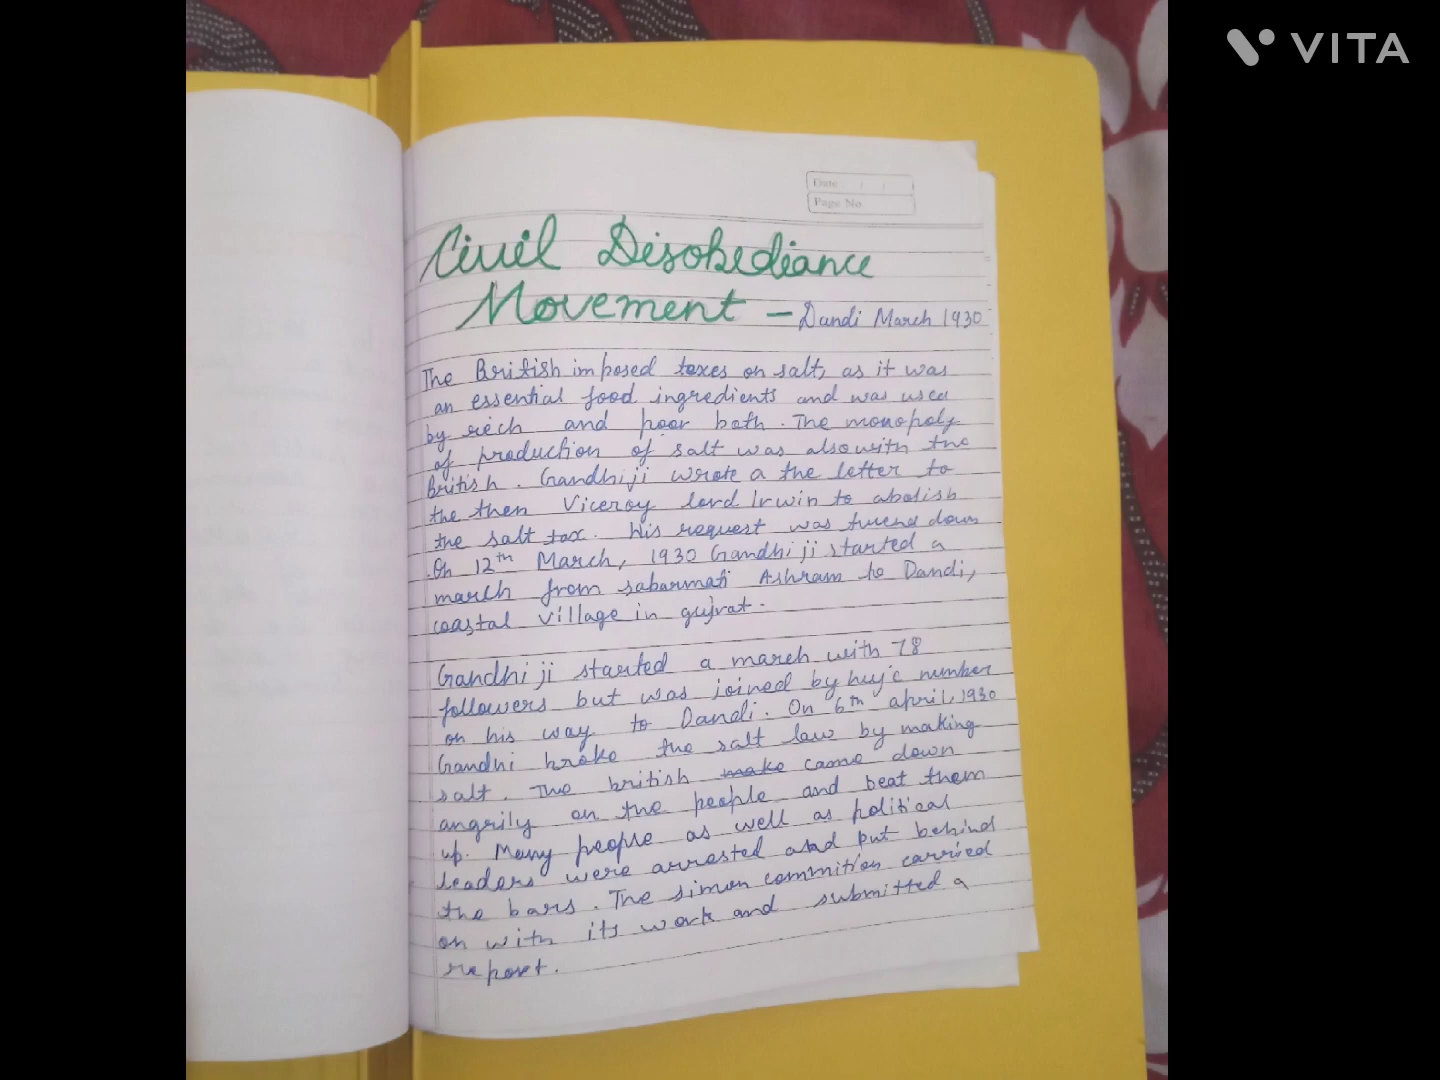 VITA
Date / /
Page No
Civil Disobediance
Movement - Dandi March 1930
The British imposed taxes on salt, as it was
an essential food ingredients and was used
by rich and poor both. The monopoly
of production of salt was also with the
British. Gandhiji wrote a the letter to
the then Viceroy lord Irwin to abolish
the salt tax. His request was turend down
On 12th March, 1930 Gandhiji started a
march from sabarmati Ashram to Dandi,
coastal village in gujrat.
Gandhiji started a march with 78
followers but was joined by huje number
on his way to Dandi. On 6th april, 1930
Gandhi broke the salt law by making
salt. The british make came down
angrily on the people and beat them
up. Many people as well as political
leaders were arrested and put behind
the bars. The simon commition carried
on with its work and submitted a
report.